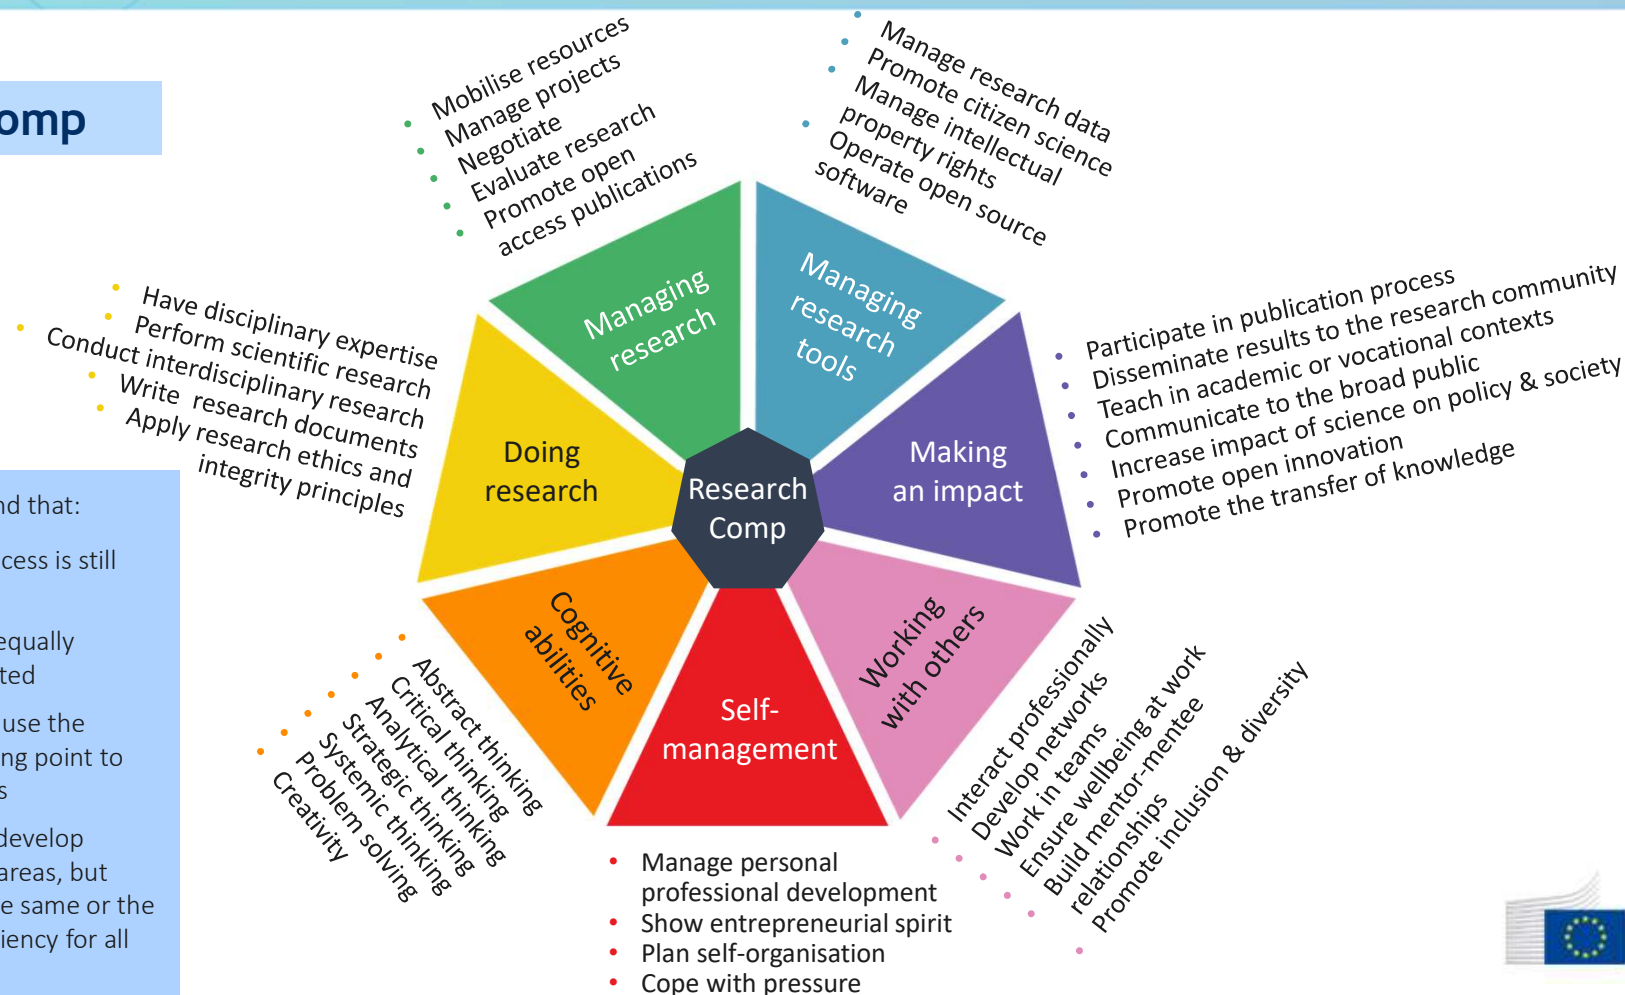 omp
nd that:
cess is still
equally
ted
use the
ng point to
s
develop
areas, but
e same or the
iency for all
• Mobilise resources
• Manage projects
• Negotiate
• Evaluate research
• Promote open
access publications
• Manage research data
• Promote citizen science
• Manage intellectual
property rights
• Operate open source
software
• Have disciplinary expertise
• Perform scientific research
• Conduct interdisciplinary research
• Write research documents
• Apply research ethics and
integrity principles
• Participate in publication process
• Disseminate results to the research community
• Teach in academic or vocational contexts
• Communicate to the broad public
• Increase impact of science on policy & society
• Promote open innovation
• Promote the transfer of knowledge
Managing
research
Managing
research
tools
Doing
research
Making
an impact
Research
Comp
Cognitive
abilities
Self-
management
Working
with others
• Abstract thinking
• Critical thinking
• Analytical thinking
• Strategic thinking
• Systemic thinking
• Problem solving
• Creativity
• Manage personal
professional development
• Show entrepreneurial spirit
• Plan self-organisation
• Cope with pressure
• Interact professionally
• Develop networks
• Work in teams
• Ensure wellbeing at work
• Build mentor-mentee
relationships
• Promote inclusion & diversity